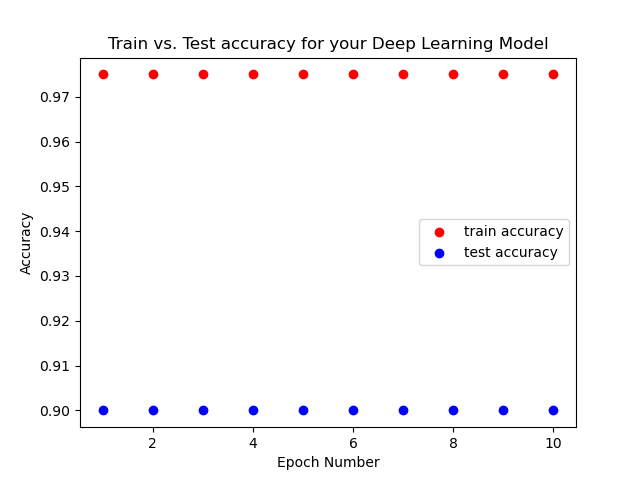 Train vs. Test accuracy for your Deep Learning Model
0.97
0.96
0.95
0.94
0.93
0.92
0.91
0.90
Accuracy
train accuracy
test accuracy
2
4
6
8
10
Epoch Number